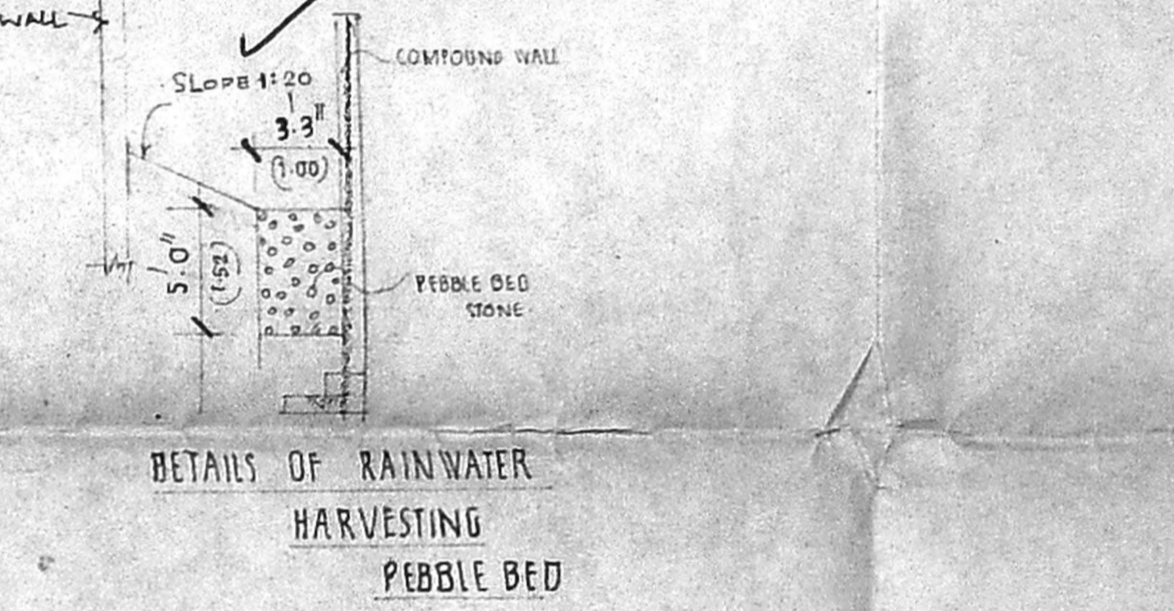 WALL
COMPOUND WALL
SLOPE 1:20
3'.3"
(1.00)
5'.0"
(1.52)
PEBBLE BED
STONE
DETAILS OF RAINWATER
HARVESTING
PEBBLE BED